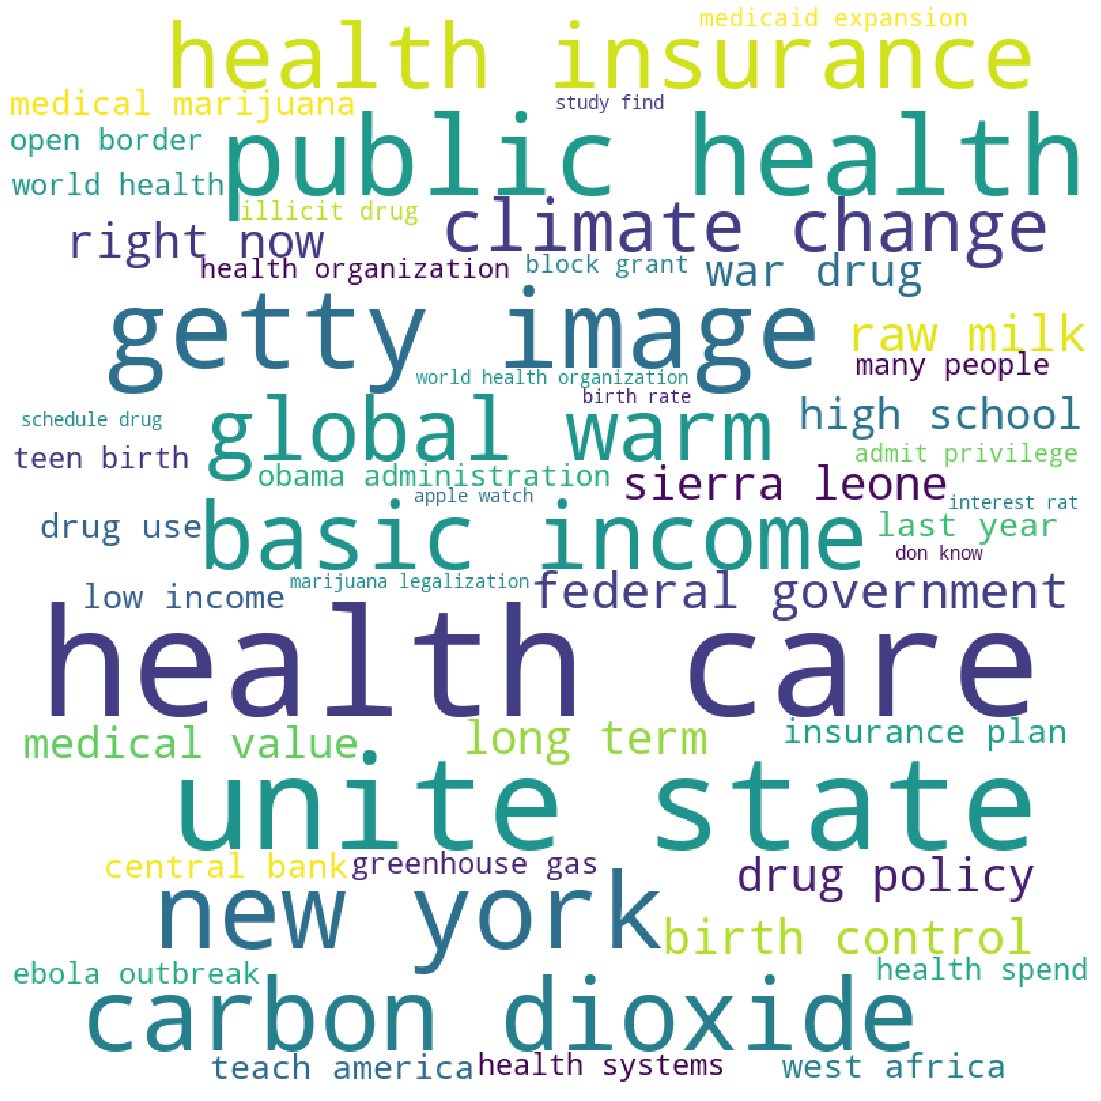 medicaid expansion
health insurance
medical marijuana
study find
public health
open border
world health
illicit drug
climate change
right now
health organization
block grant
war drug
getty image
raw milk
many people
world health organization
birth rate
global warm
high school
schedule drug
teen birth
admit privilege
obama administration
sierra leone
apple watch
interest rat
basic income
drug use
last year
don know
marijuana legalization
low income
federal government
health care
medical value
long term
insurance plan
unite state
central bank
greenhouse gas
drug policy
new york
birth control
ebola outbreak
health spend
carbon dioxide
teach america
health systems
west africa